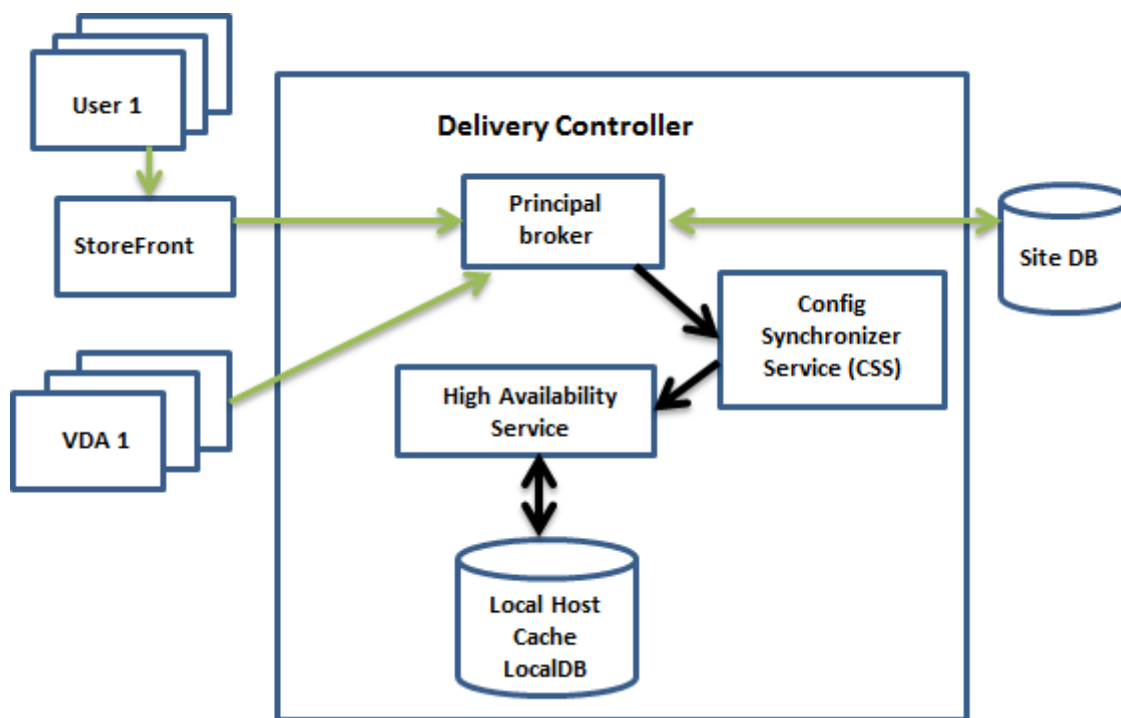 User 1
Delivery Controller
Principal
broker
StoreFront
Site DB
Config
Synchronizer
Service (CSS)
High Availability
Service
VDA 1
Local Host
Cache
LocalDB